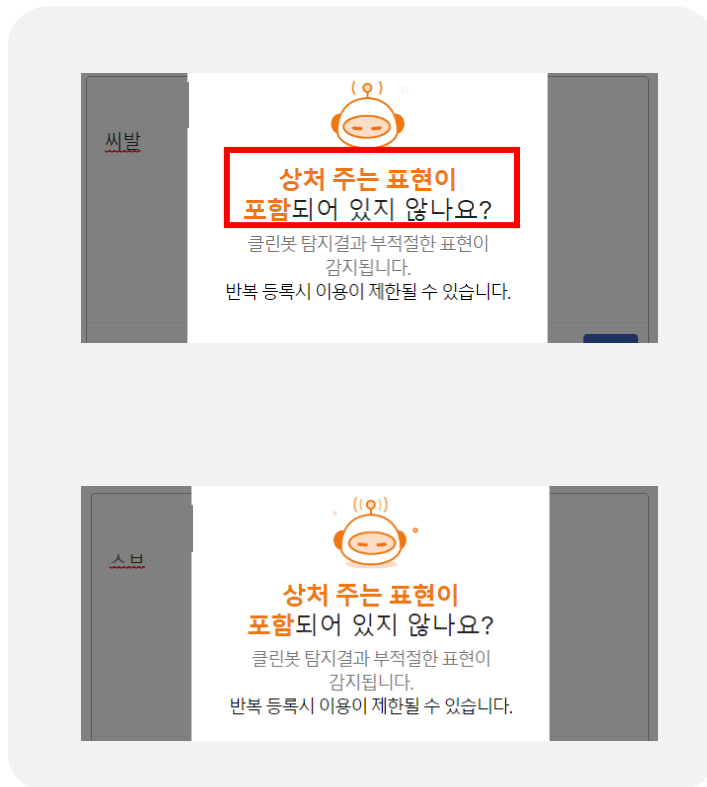 씨발
상처 주는 표현이
포함되어 있지 않나요?
클린봇 탐지결과 부적절한 표현이
감지됩니다.
반복 등록시 이용이 제한될 수 있습니다.
ㅅㅂ
상처 주는 표현이
포함되어 있지 않나요?
클린봇 탐지결과 부적절한 표현이
감지됩니다.
반복 등록시 이용이 제한될 수 있습니다.